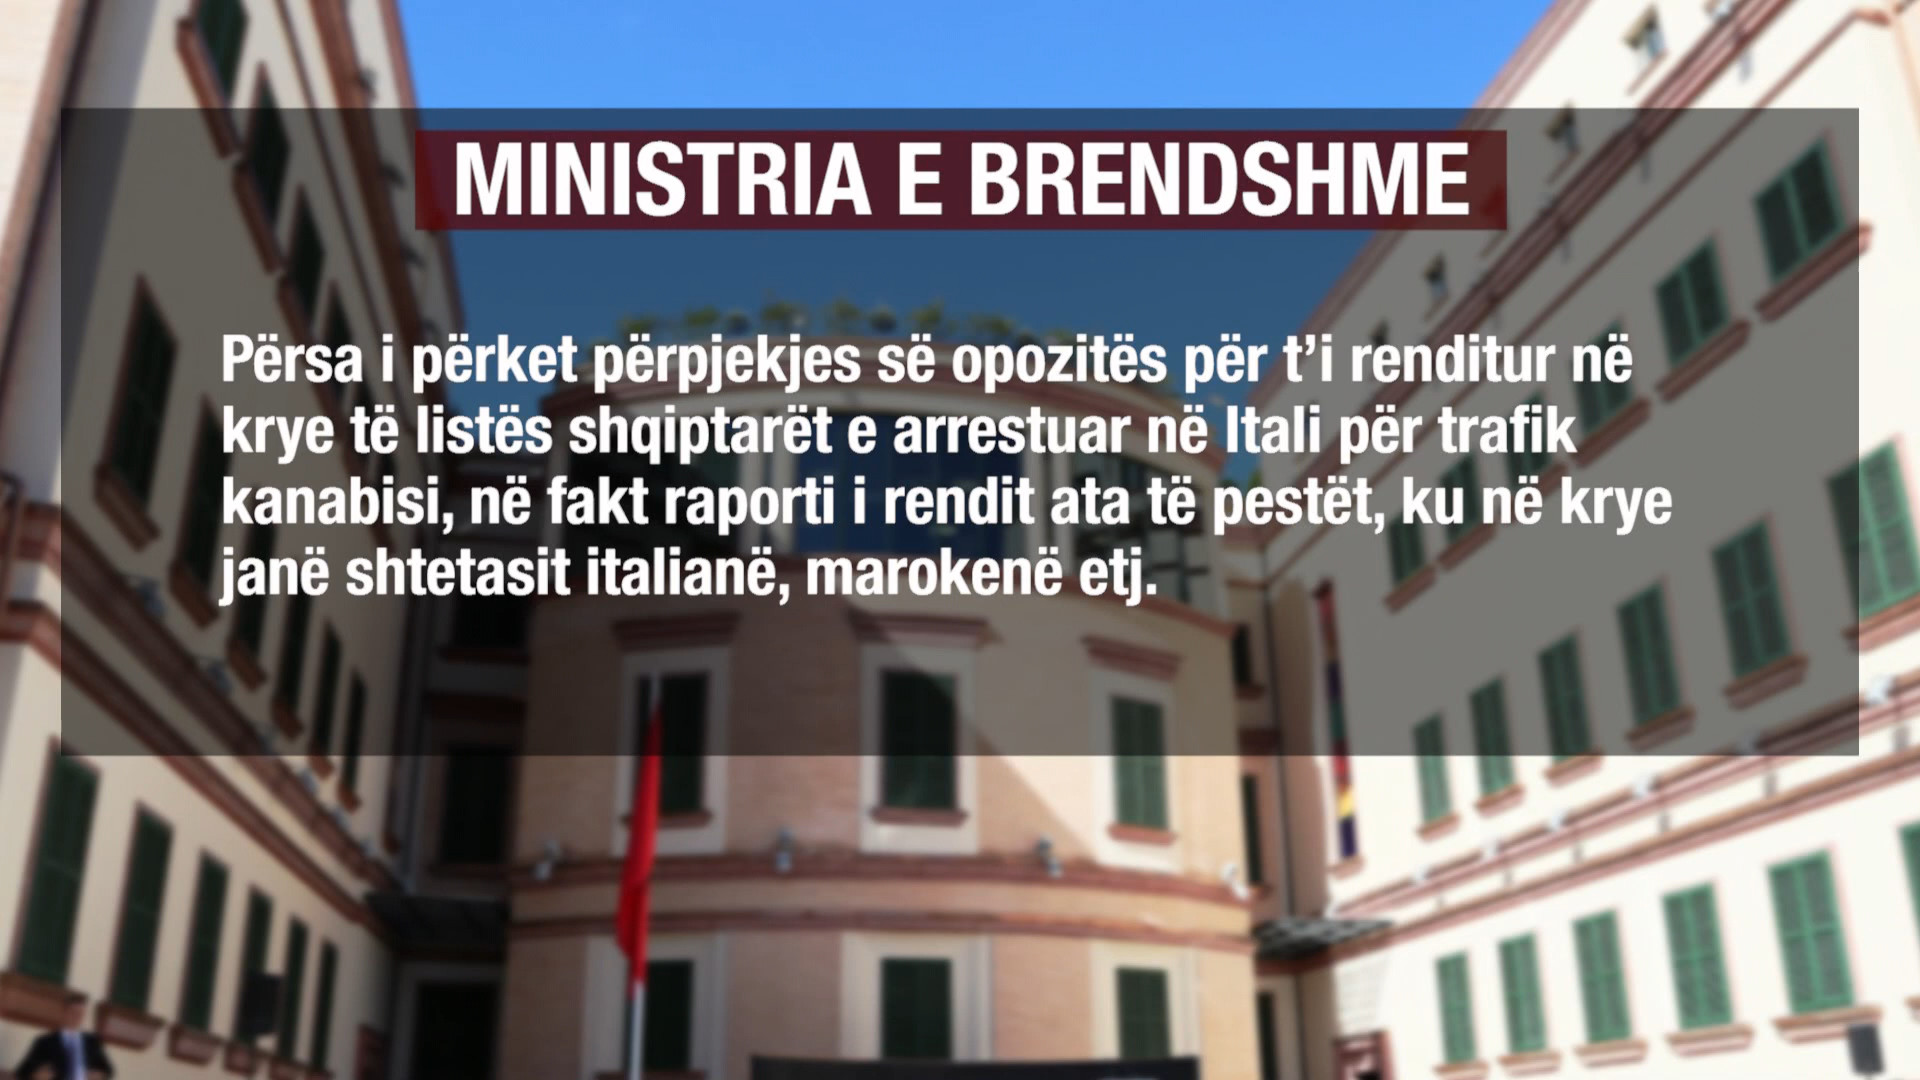 MINISTRIA E BRENDSHME
Përsa i përket përpjekjes së opozitës për t’i renditur në
krye të listës shqiptarët e arrestuar në Itali për trafik
kanabisi, në fakt raporti i rendit ata të pestët, ku në krye
janë shtetasit italianë, marokenë etj.